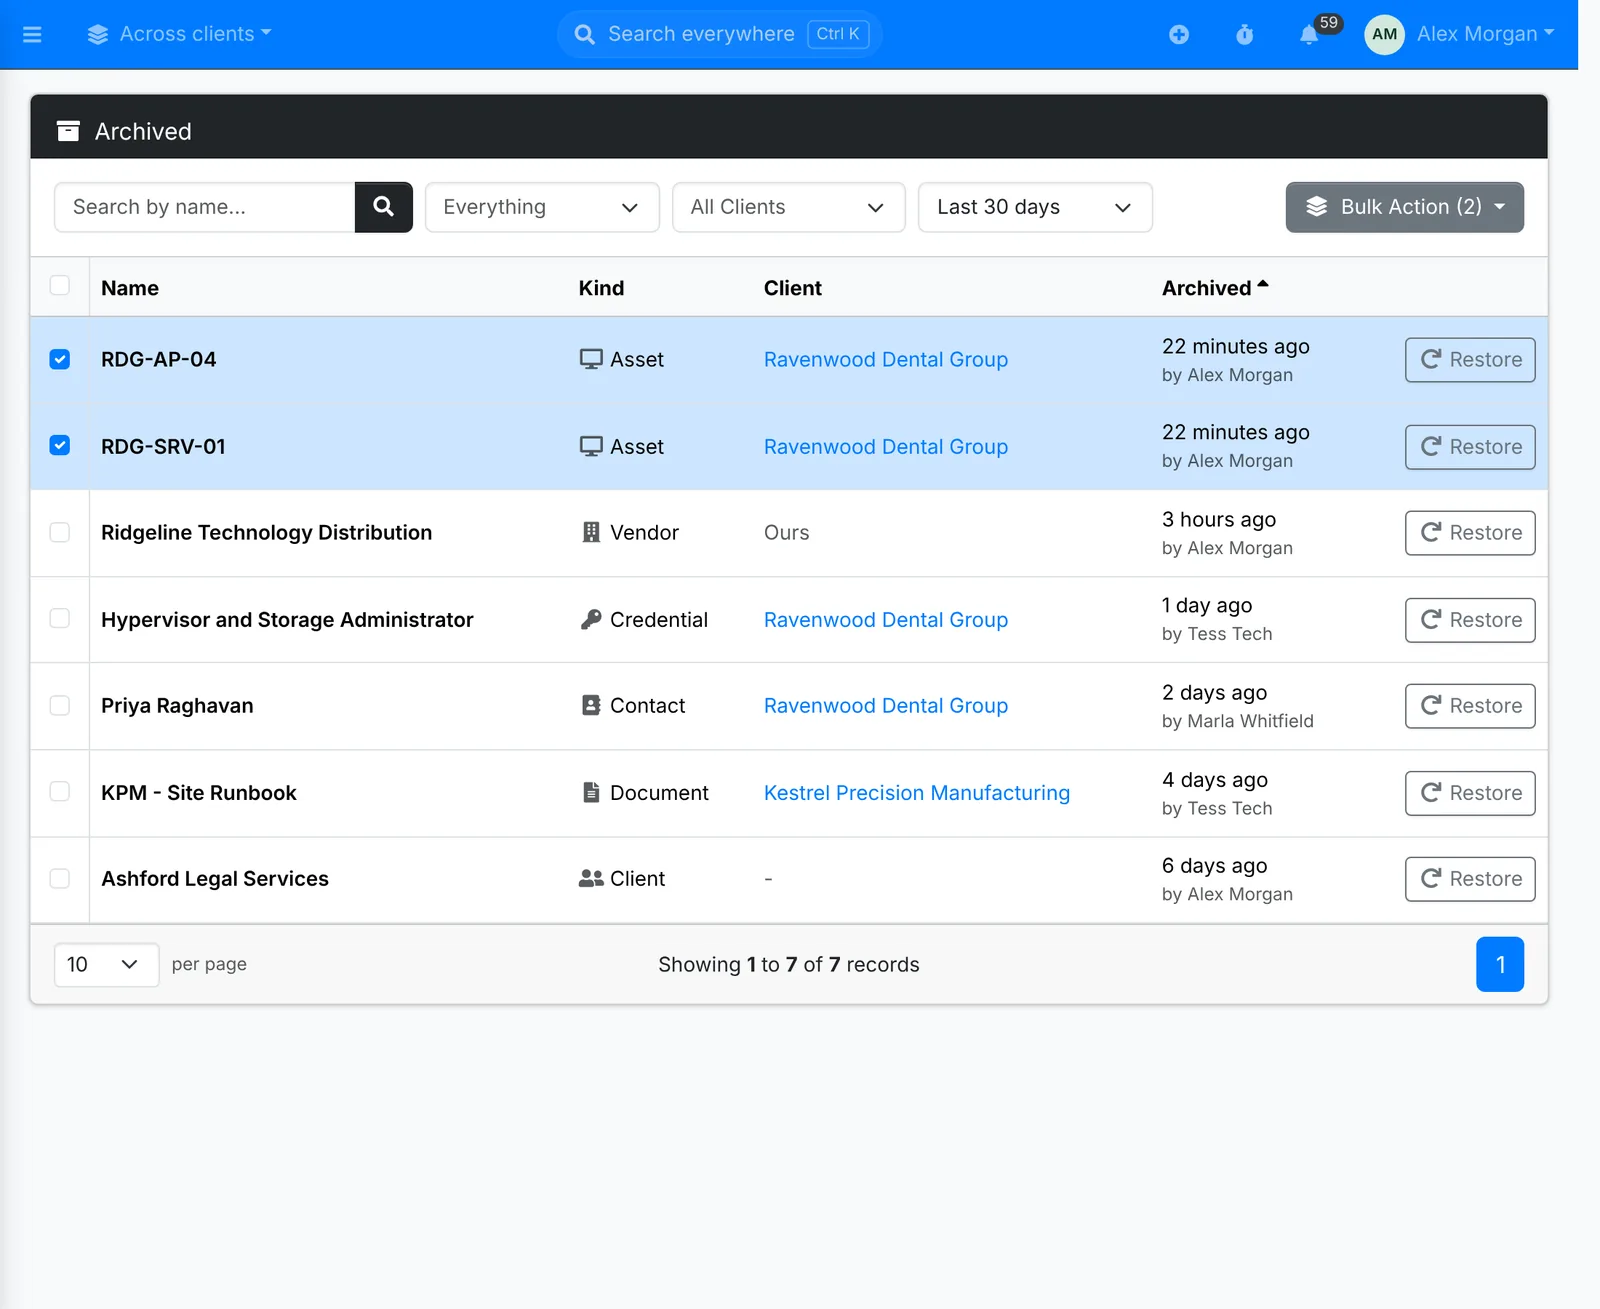 Across clients
Search everywhere Ctrl K
59
AM Alex Morgan
Archived
Search by name...
Everything
All Clients
Last 30 days
Bulk Action (2)
Name Kind Client Archived
RDG-AP-04 Asset Ravenwood Dental Group 22 minutes ago Restore
by Alex Morgan
RDG-SRV-01 Asset Ravenwood Dental Group 22 minutes ago Restore
by Alex Morgan
Ridgeline Technology Distribution Vendor Ours 3 hours ago Restore
by Alex Morgan
Hypervisor and Storage Administrator Credential Ravenwood Dental Group 1 day ago Restore
by Tess Tech
Priya Raghavan Contact Ravenwood Dental Group 2 days ago Restore
by Marla Whitfield
KPM - Site Runbook Document Kestrel Precision Manufacturing 4 days ago Restore
by Tess Tech
Ashford Legal Services Client - 6 days ago Restore
by Alex Morgan
10 per page Showing 1 to 7 of 7 records 1